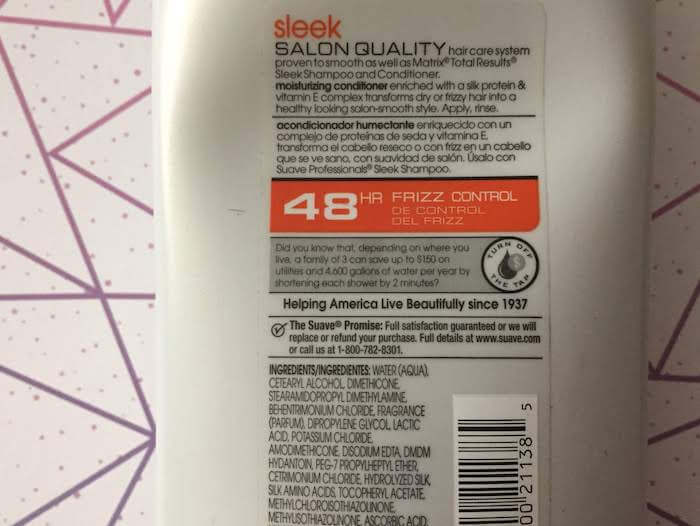 sleek
SALON QUALITY hair care system
proven to smooth as well as Matrix® Total Results®
Sleek Shampoo and Conditioner.
moisturizing conditioner enriched with a silk protein &
vitamin E complex transforms dry or frizzy hair into a
healthy looking salon-smooth style. Apply, rinse.
acondicionador humectante enriquecido con un
complejo de proteínas de seda y vitamina E,
transforma el cabello reseco o con frizz en un cabello
que se ve sano, con suavidad de salón. Úsalo con
Suave Professionals® Sleek Shampoo.
48 HR FRIZZ CONTROL
DE CONTROL
DEL FRIZZ
Did you know that, depending on where you
live, a family of 3 can save up to $150 on
utilities and 4,600 gallons of water per year by
shortening each shower by 2 minutes?
TURN OFF
THE TAP
Helping America Live Beautifully since 1937
The Suave® Promise: Full satisfaction guaranteed or we will
replace or refund your purchase. Full details at www.suave.com
or call us at 1-800-782-8301.
INGREDIENTS/INGREDIENTES: WATER (AQUA),
CETEARYL ALCOHOL, DIMETHICONE,
STEARAMIDOPROPYL DIMETHYLAMINE,
BEHENTRIMONIUM CHLORIDE, FRAGRANCE
(PARFUM), DIPROPYLENE GLYCOL, LACTIC
ACID, POTASSIUM CHLORIDE,
AMODIMETHICONE, DISODIUM EDTA, DMDM
HYDANTOIN, PEG-7 PROPYLHEPTYL ETHER,
CETRIMONIUM CHLORIDE, HYDROLYZED SILK,
SILK AMINO ACIDS, TOCOPHERYL ACETATE,
METHYLCHLOROISOTHIAZOLINONE,
METHYLISOTHIAZOLINONE, ASCORBIC ACID,
00 21138 5